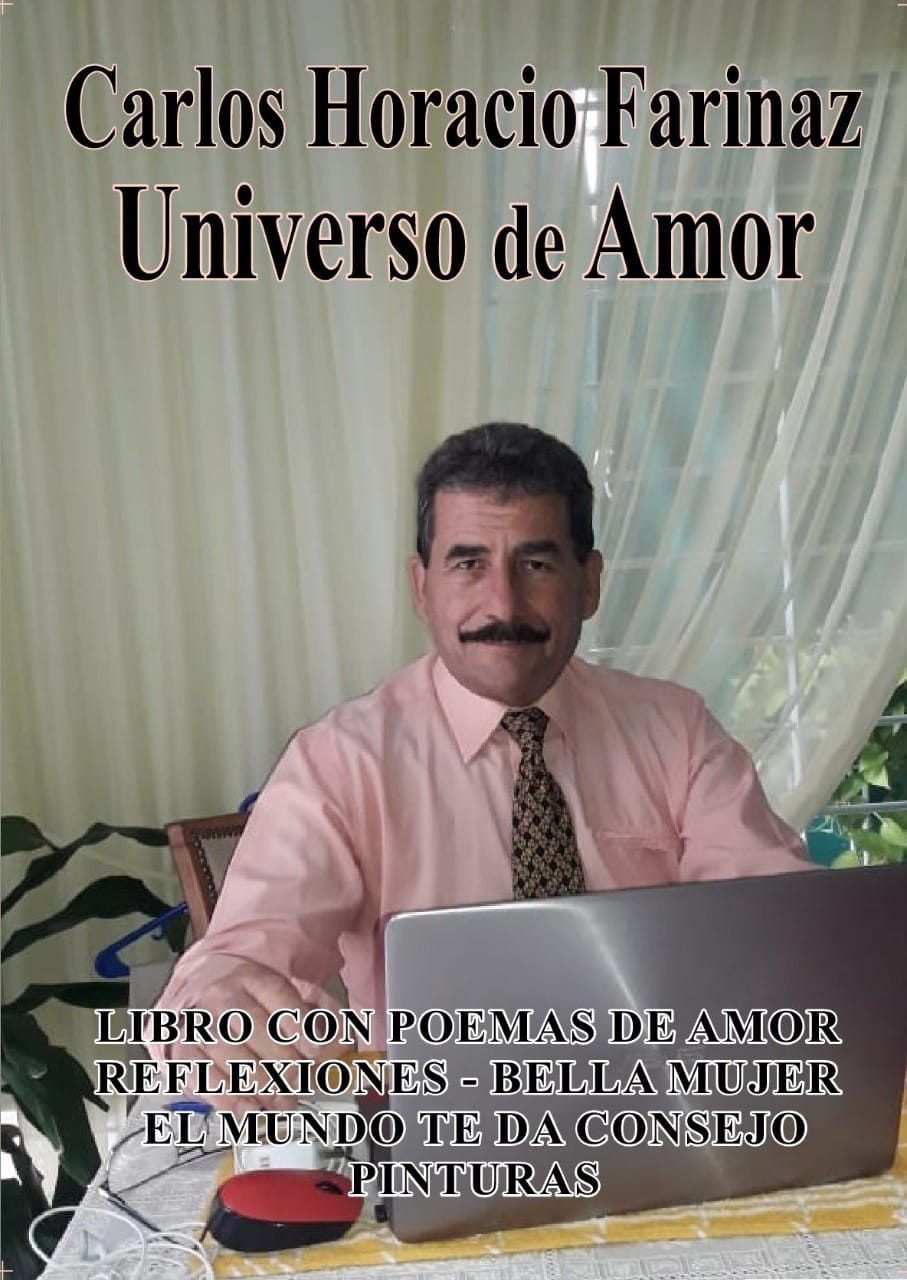 Carlos Horacio Farinaz
Universo de Amor
LIBRO CON POEMAS DE AMOR
REFLEXIONES - BELLA MUJER
EL MUNDO TE DA CONSEJO
PINTURAS